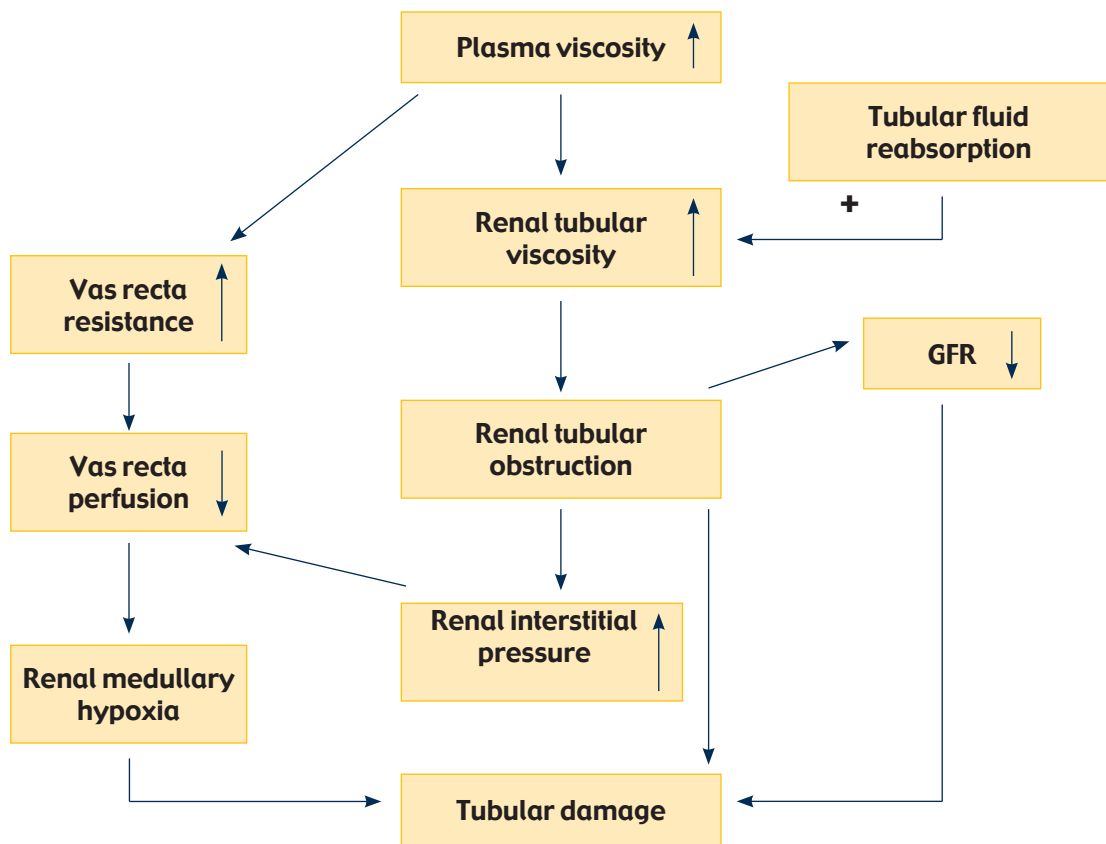 Plasma viscosity
Tubular fluid
reabsorption
+
Renal tubular
viscosity
Vas recta
resistance
GFR
Renal tubular
obstruction
Vas recta
perfusion
Renal interstitial
pressure
Renal medullary
hypoxia
Tubular damage